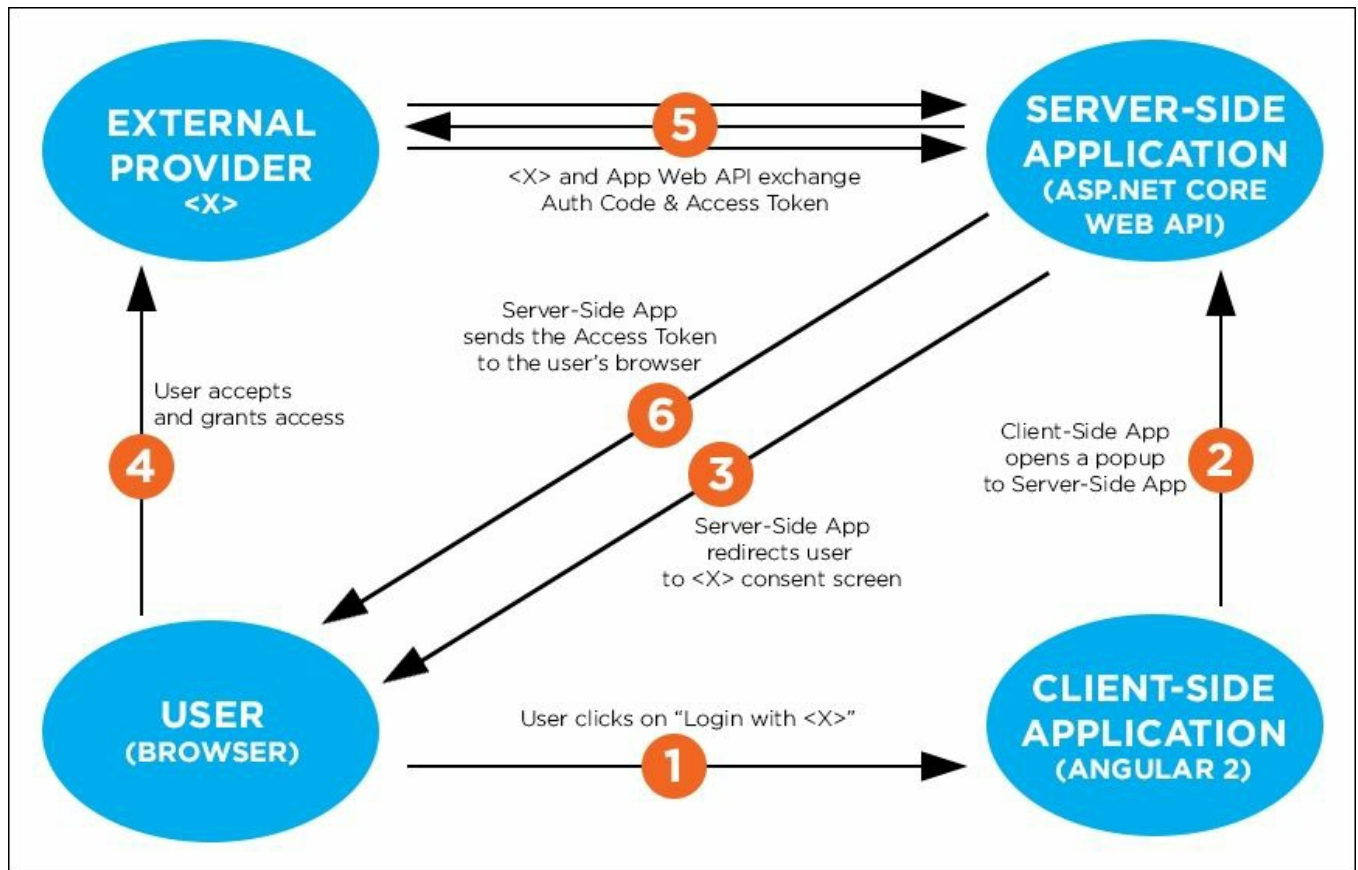 EXTERNAL
PROVIDER
<X>
5
<X> and App Web API exchange
Auth Code & Access Token
SERVER-SIDE
APPLICATION
(ASP.NET CORE
WEB API)
Server-Side App
sends the Access Token
to the user's browser
6
User accepts
and grants access
4
3
Server-Side App
redirects user
to <X> consent screen
Client-Side App
opens a popup
to Server-Side App
2
USER
(BROWSER)
User clicks on “Login with <X>”
1
CLIENT-SIDE
APPLICATION
(ANGULAR 2)